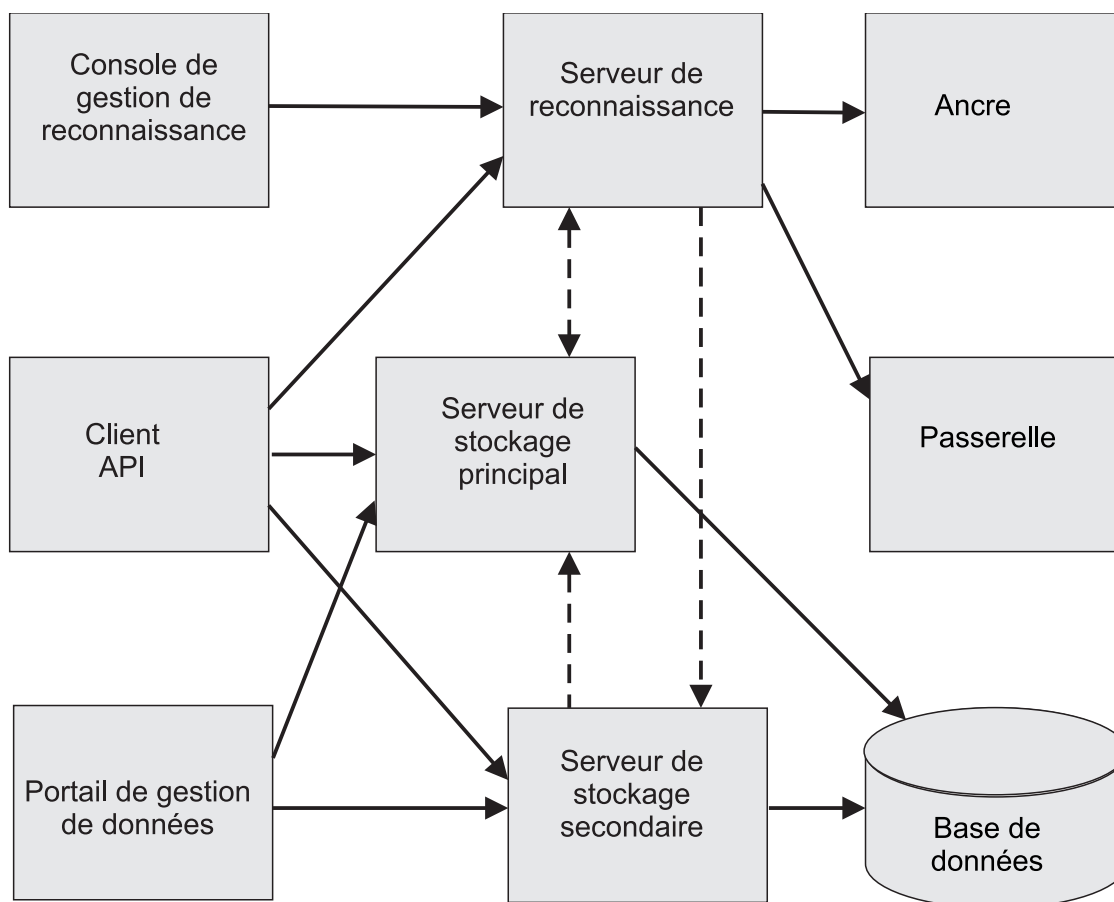 Console de
gestion de
reconnaissance
Serveur de
reconnaissance
Ancre
Client
API
Serveur de
stockage
principal
Passerelle
Portail de gestion
de données
Serveur de
stockage
secondaire
Base de
données